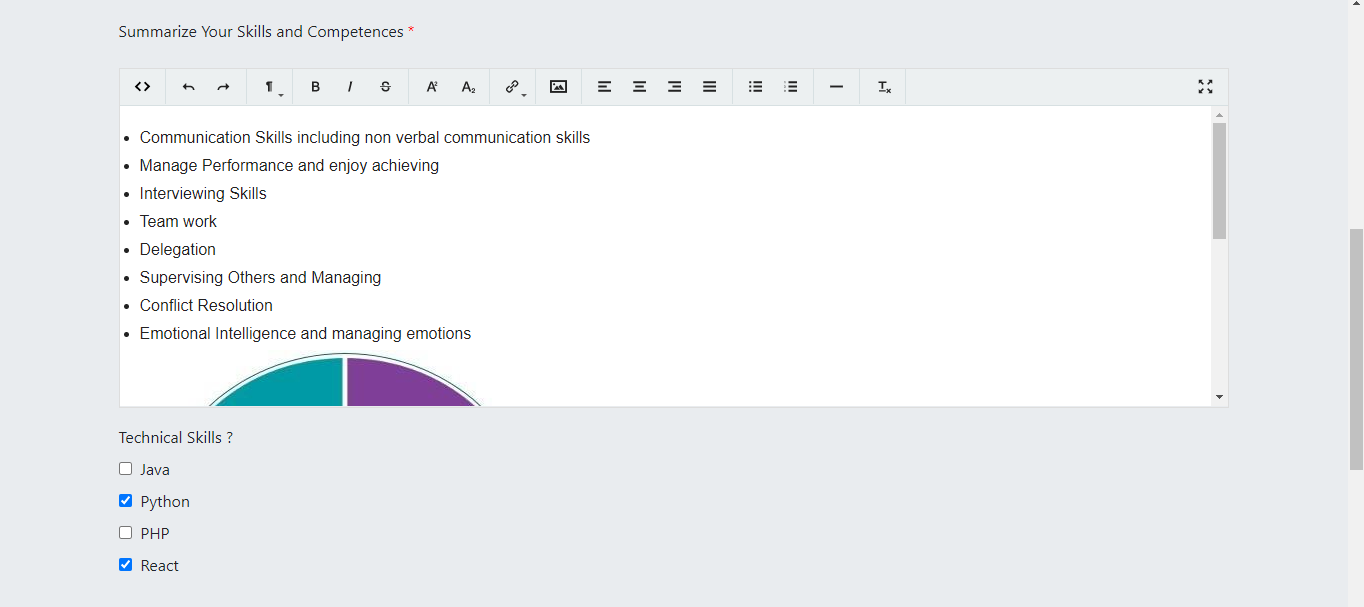 Summarize Your Skills and Competences *
Communication Skills including non verbal communication skills
Manage Performance and enjoy achieving
Interviewing Skills
Team work
Delegation
Supervising Others and Managing
Conflict Resolution
Emotional Intelligence and managing emotions
Technical Skills ?
Java
Python
PHP
React